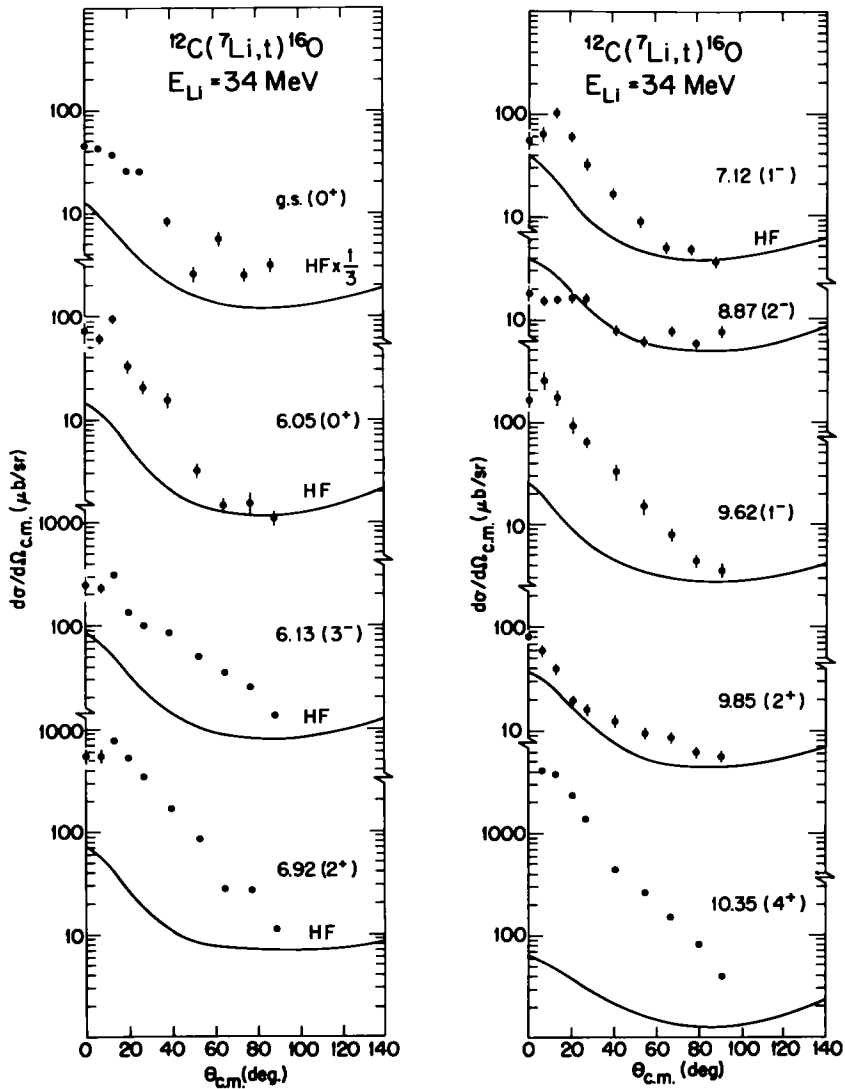 ¹²C(⁷Li,t)¹⁶O
E_Li = 34 MeV
100
g.s. (0⁺)
10
HF × 1/3
100
6.05 (0⁺)
10
HF
1000
6.13 (3⁻)
100
HF
1000
6.92 (2⁺)
100
HF
10
dσ/dΩ_c.m. (μb/sr)
0 20 40 60 80 100 120 140
θ_c.m. (deg.)
¹²C(⁷Li,t)¹⁶O
E_Li = 34 MeV
100
7.12 (1⁻)
HF
10
8.87 (2⁻)
10
100
9.62 (1⁻)
10
100
9.85 (2⁺)
10
1000
10.35 (4⁺)
100
dσ/dΩ_c.m. (μb/sr)
0 20 40 60 80 100 120 140
θ_c.m. (deg.)